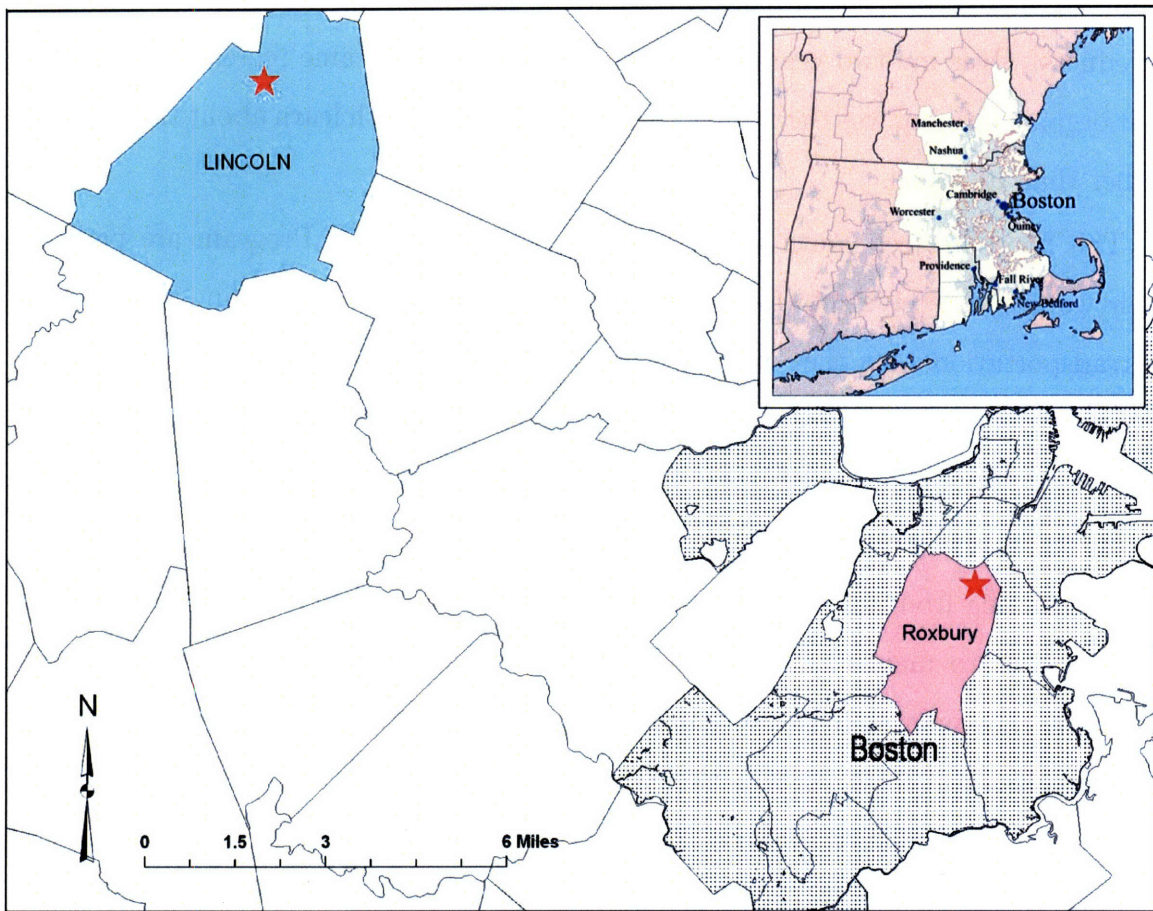 LINCOLN
Manchester
Nashua
Cambridge
Boston
Worcester
Quincy
Providence
Fall River
New Bedford
Roxbury
Boston
N
0 1.5 3 6 Miles